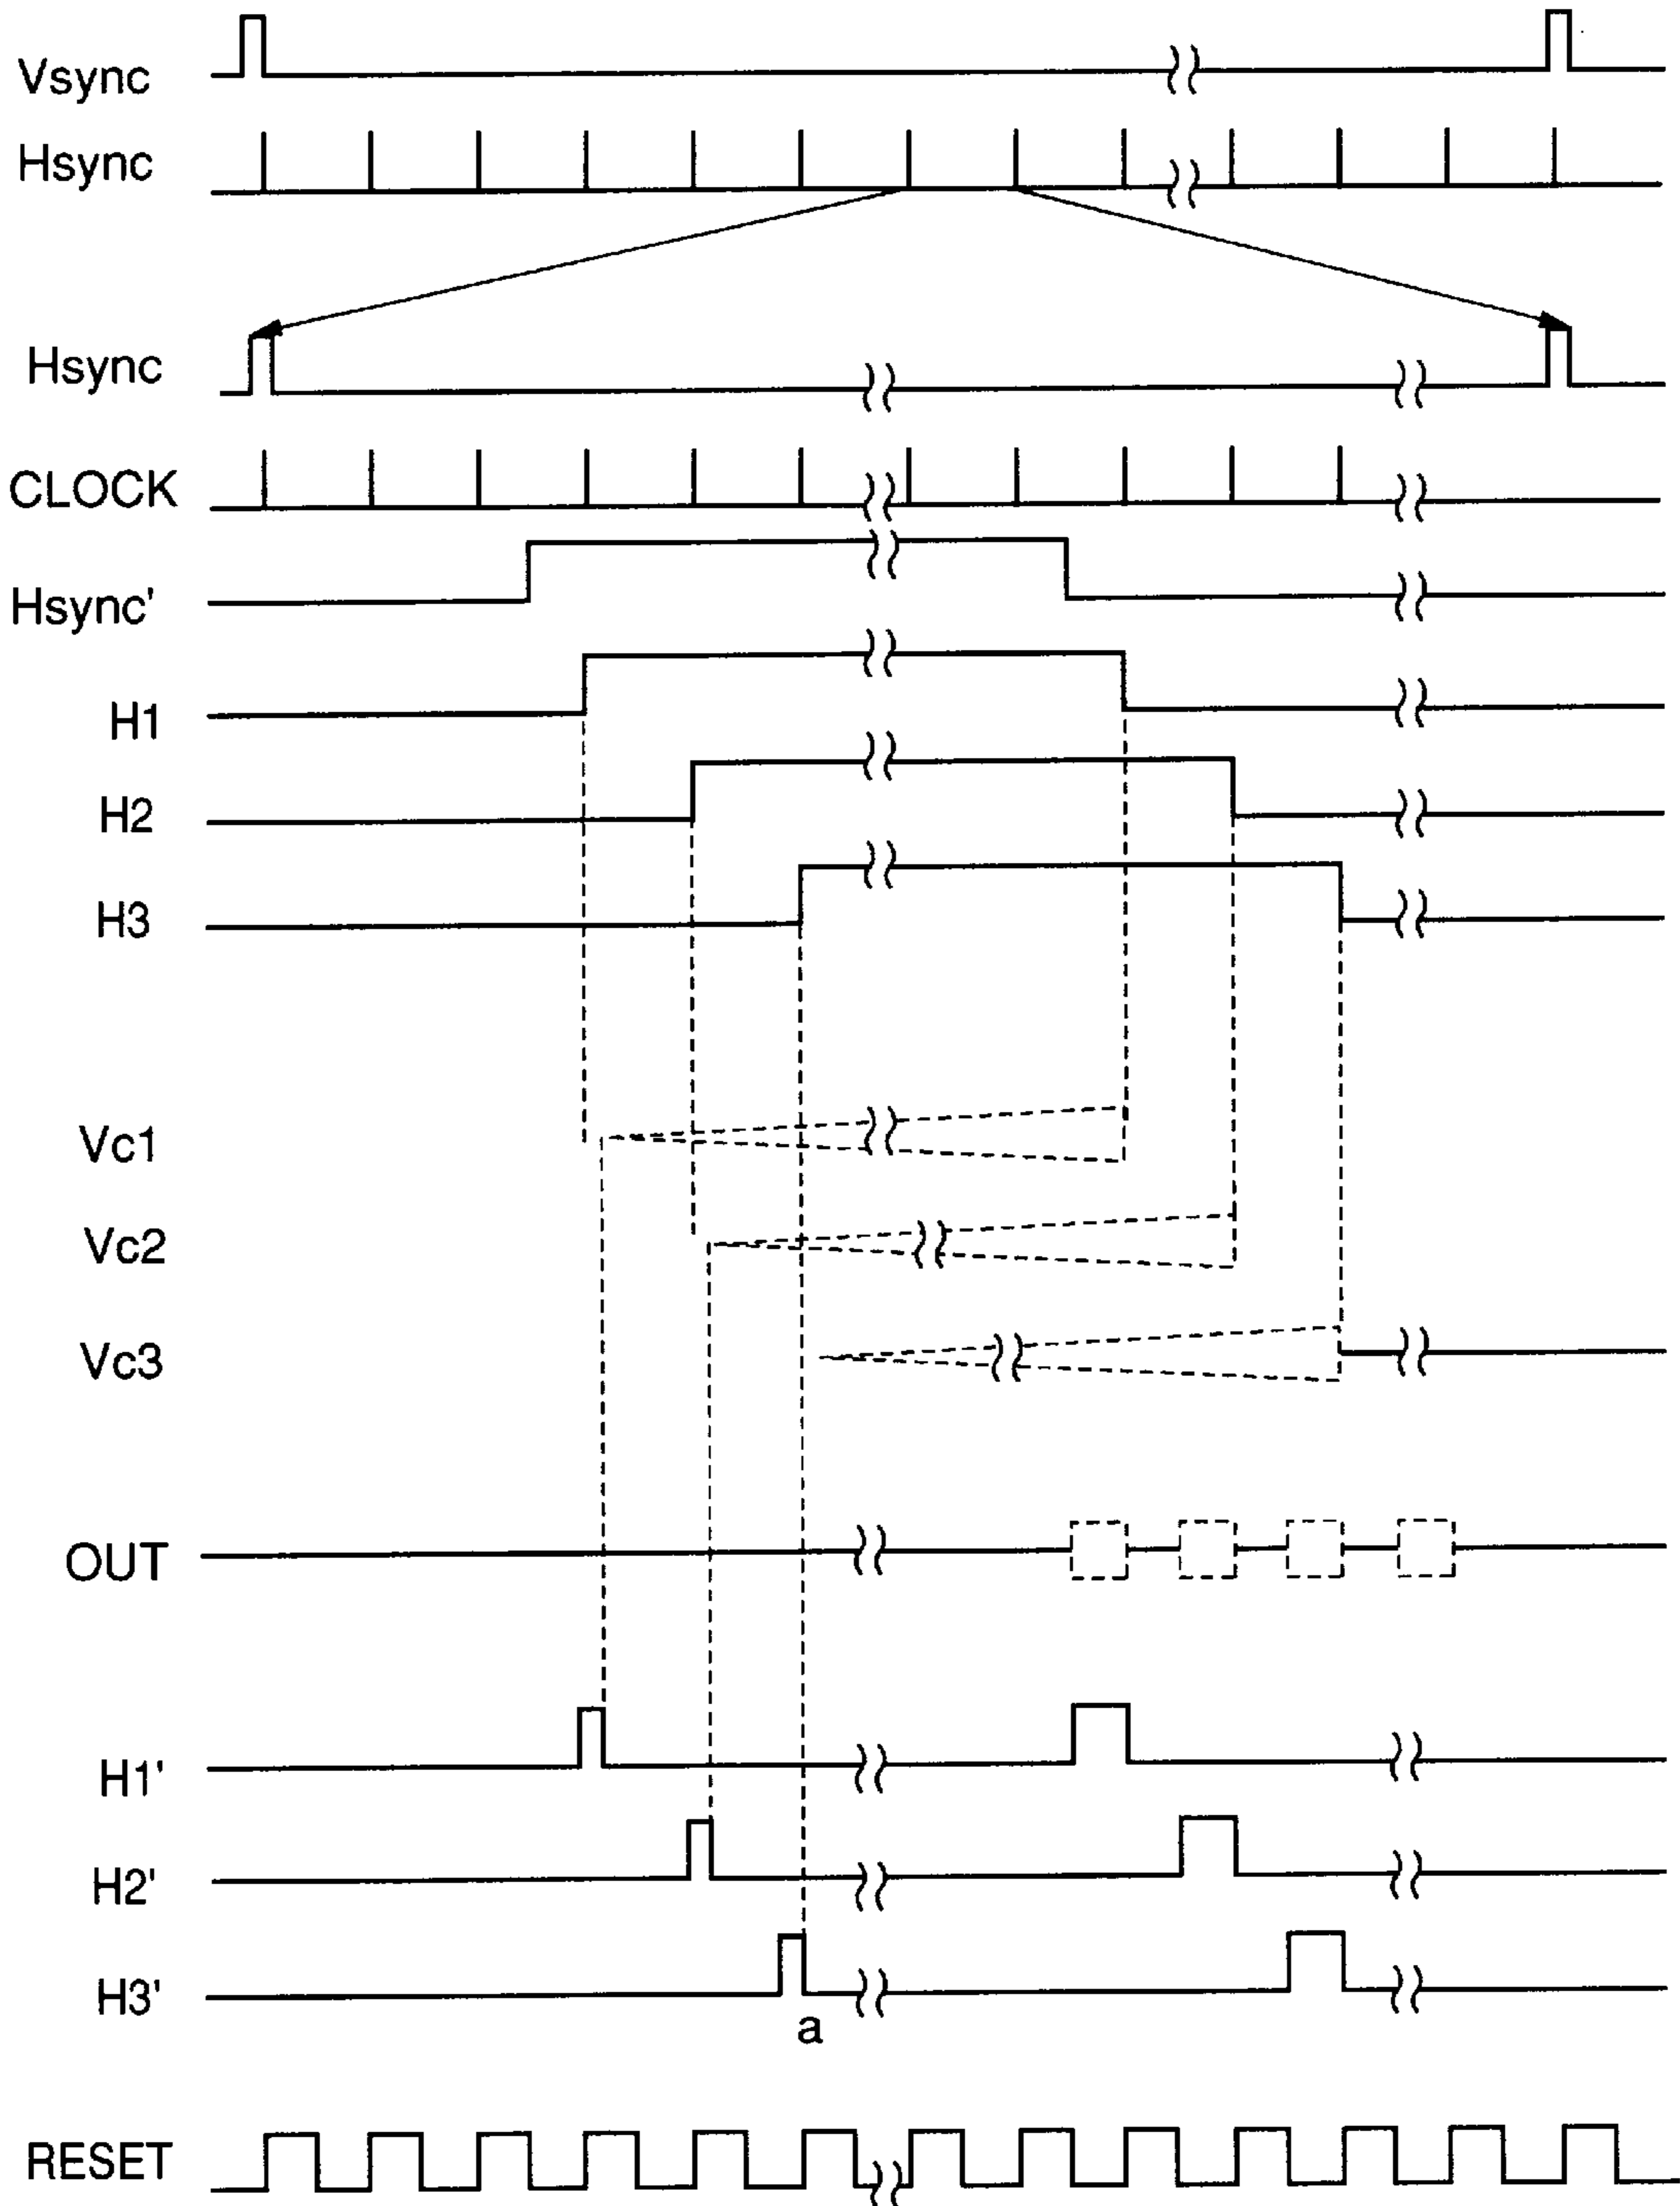 Vsync
Hsync
Hsync
CLOCK
Hsync'
H1
H2
H3
Vc1
Vc2
Vc3
OUT
H1'
H2'
H3'
a
RESET